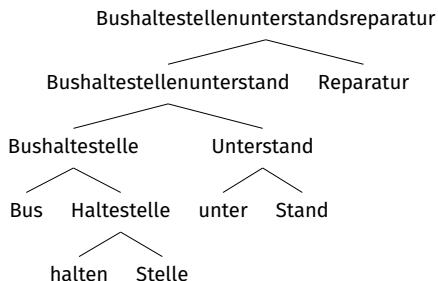 Bushaltestellenunterstandsreparatur
Bushaltestellenunterstand Reparatur
Bushaltestelle Unterstand
Bus Haltestelle unter Stand
halten Stelle